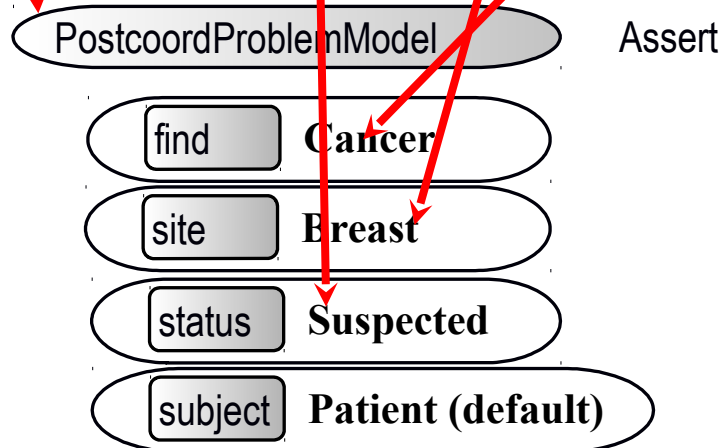 PostcoordProblemModel Assert
find Cancer
site Breast
status Suspected
subject Patient (default)